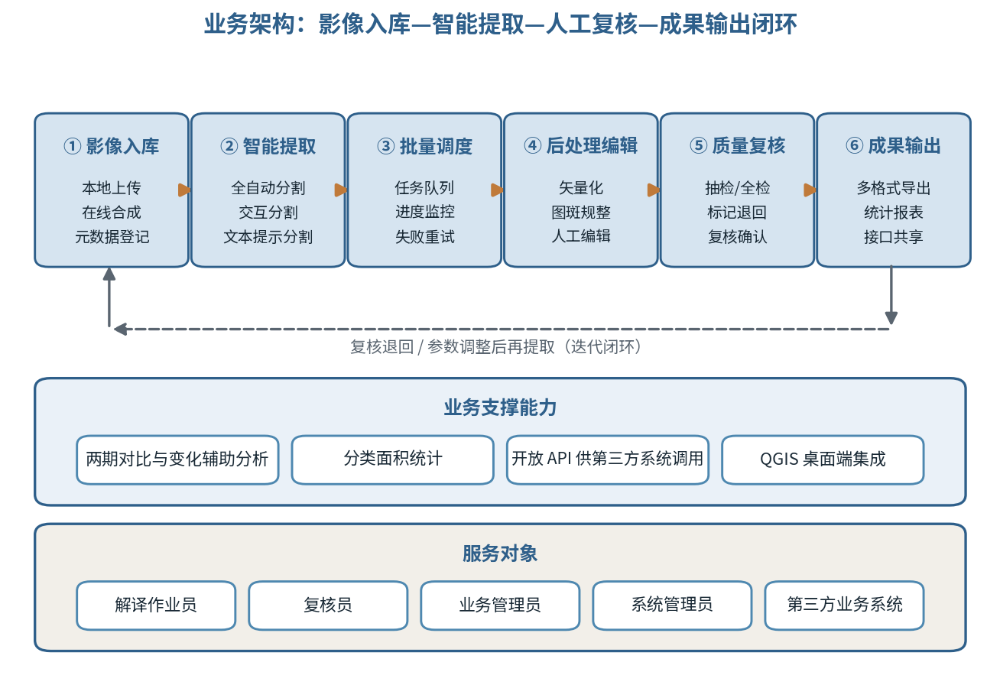 业务架构：影像入库—智能提取—人工复核—成果输出闭环
① 影像入库
本地上传
在线合成
元数据登记
② 智能提取
全自动分割
交互分割
文本提示分割
③ 批量调度
任务队列
进度监控
失败重试
④ 后处理编辑
矢量化
图斑规整
人工编辑
⑤ 质量复核
抽检/全检
标记退回
复核确认
⑥ 成果输出
多格式导出
统计报表
接口共享
复核退回 / 参数调整后再提取（迭代闭环）
业务支撑能力
两期对比与变化辅助分析
分类面积统计
开放 API 供第三方系统调用
QGIS 桌面端集成
服务对象
解译作业员
复核员
业务管理员
系统管理员
第三方业务系统